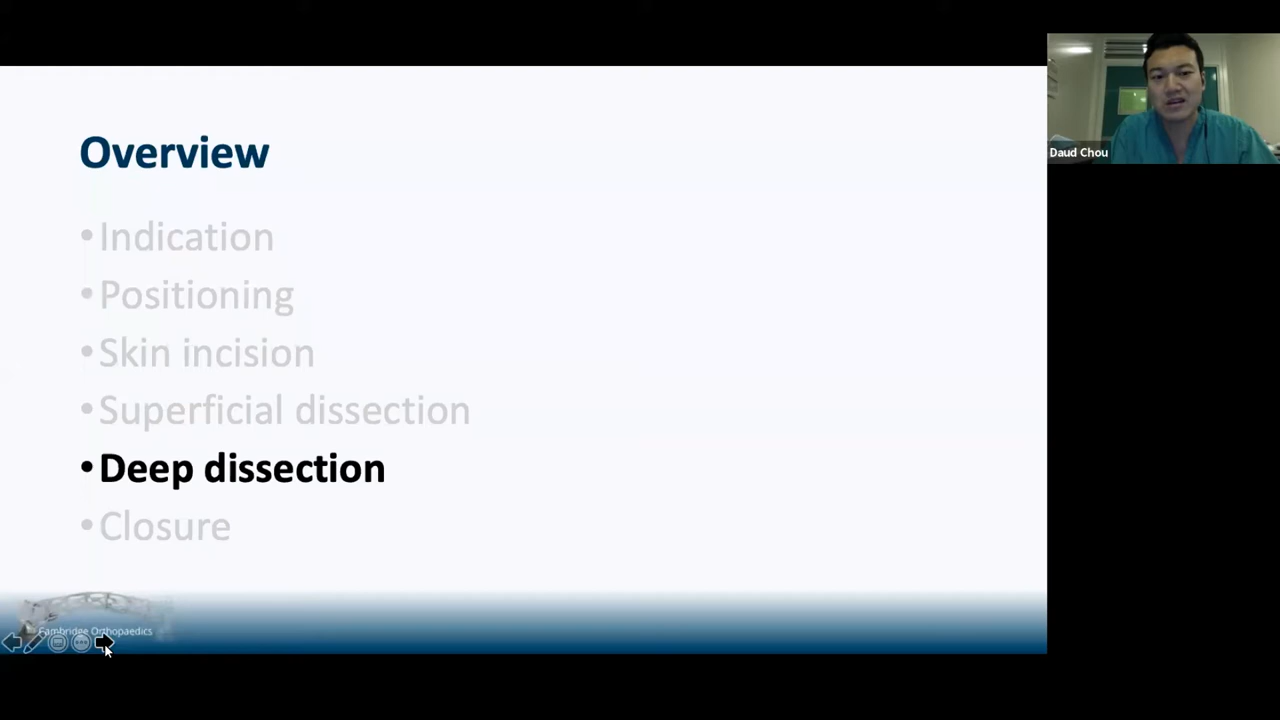 Overview
•Indication
•Positioning
•Skin incision
•Superficial dissection
•Deep dissection
•Closure
Cambridge Orthopaedics
Daud Chou